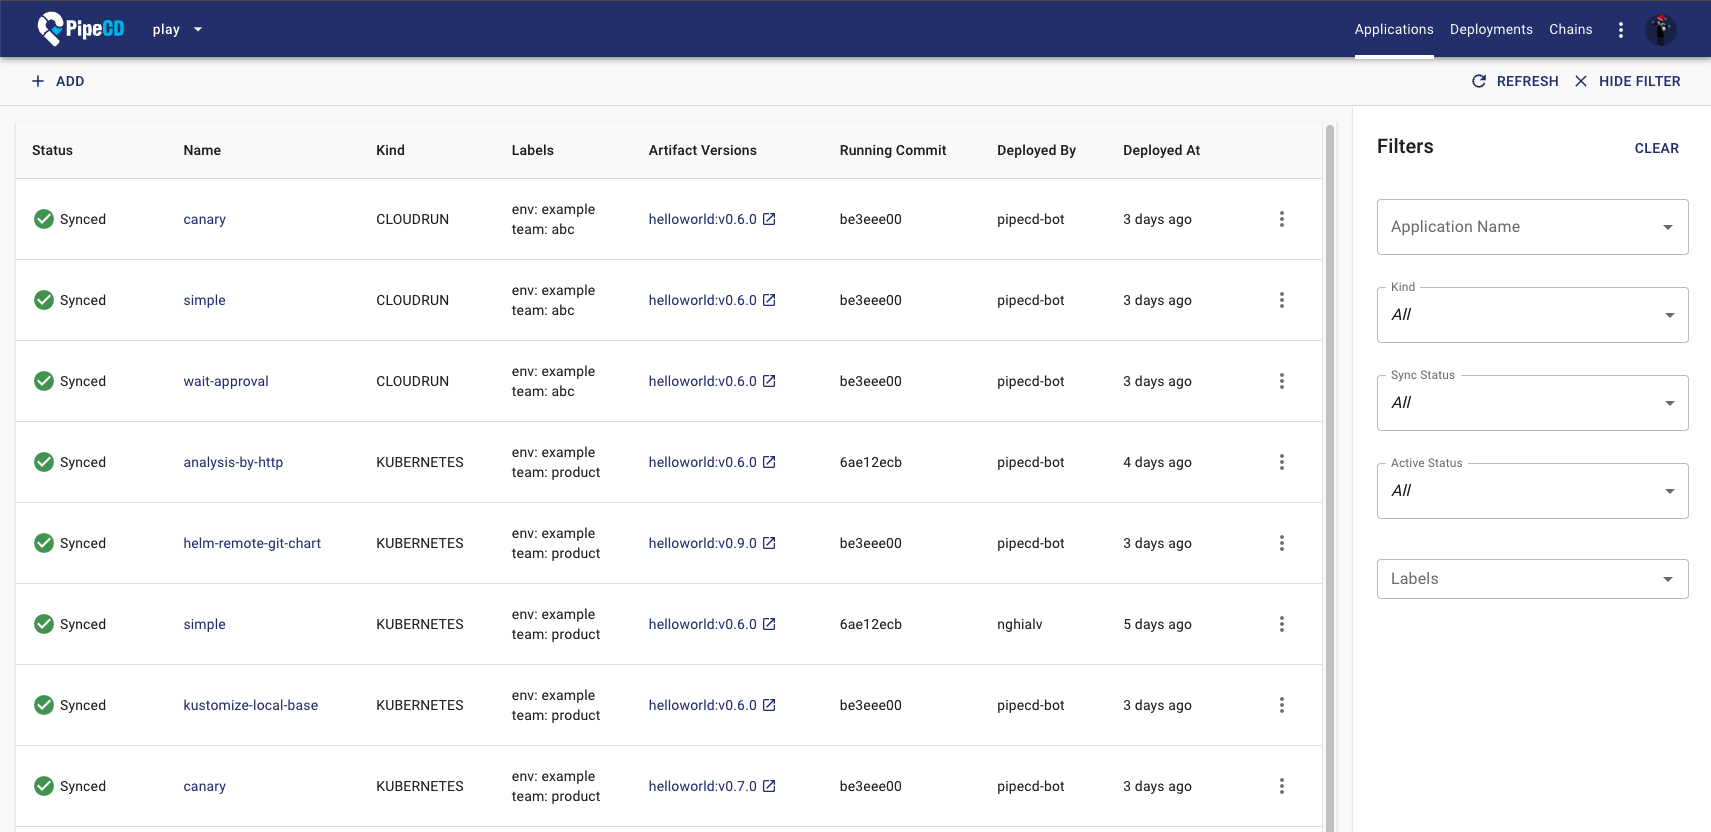 PipeCD play Applications Deployments Chains
ADD REFRESH HIDE FILTER
Status Name Kind Labels Artifact Versions Running Commit Deployed By Deployed At
Synced canary CLOUDRUN env: example team: abc helloworld:v0.6.0 be3eee00 pipecd-bot 3 days ago
Synced simple CLOUDRUN env: example team: abc helloworld:v0.6.0 be3eee00 pipecd-bot 3 days ago
Synced wait-approval CLOUDRUN env: example team: abc helloworld:v0.6.0 be3eee00 pipecd-bot 3 days ago
Synced analysis-by-http KUBERNETES env: example team: product helloworld:v0.6.0 6ae12ecb pipecd-bot 4 days ago
Synced helm-remote-git-chart KUBERNETES env: example team: product helloworld:v0.9.0 be3eee00 pipecd-bot 3 days ago
Synced simple KUBERNETES env: example team: product helloworld:v0.6.0 6ae12ecb nghialv 5 days ago
Synced kustomize-local-base KUBERNETES env: example team: product helloworld:v0.6.0 be3eee00 pipecd-bot 3 days ago
Synced canary KUBERNETES env: example team: product helloworld:v0.7.0 be3eee00 pipecd-bot 3 days ago
Filters CLEAR
Application Name
Kind
All
Sync Status
All
Active Status
All
Labels